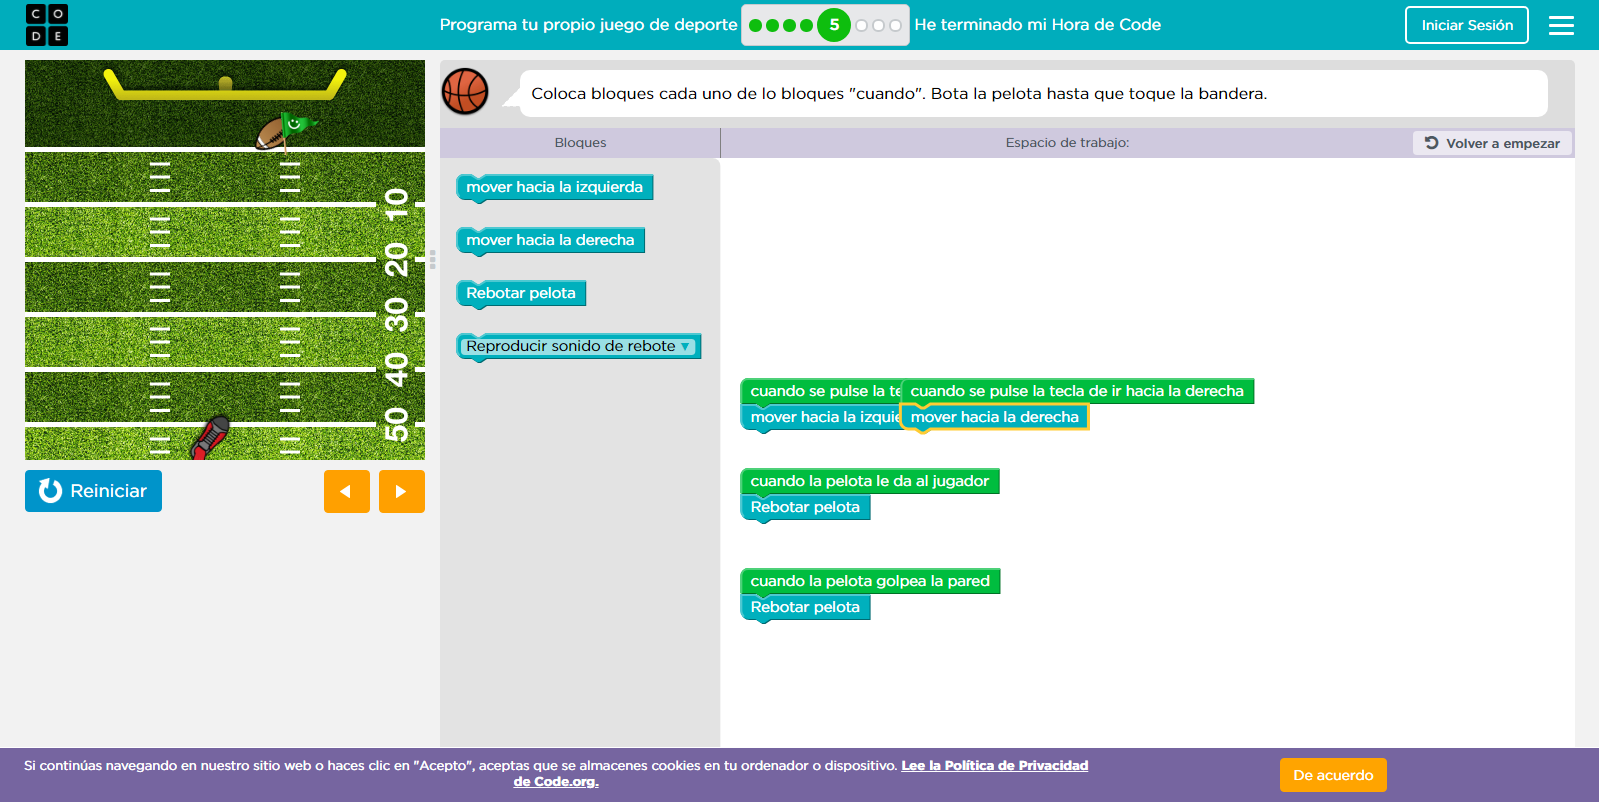 C O
D E
Programa tu propio juego de deporte
5
He terminado mi Hora de Code
Iniciar Sesión
Coloca bloques cada uno de lo bloques "cuando". Bota la pelota hasta que toque la bandera.
Bloques
Espacio de trabajo:
Volver a empezar
mover hacia la izquierda
mover hacia la derecha
Rebotar pelota
Reproducir sonido de rebote
10
20
30
40
50
Reiniciar
cuando se pulse la te
cuando se pulse la tecla de ir hacia la derecha
mover hacia la izquie
mover hacia la derecha
cuando la pelota le da al jugador
Rebotar pelota
cuando la pelota golpea la pared
Rebotar pelota
Si continúas navegando en nuestro sitio web o haces clic en "Acepto", aceptas que se almacenes cookies en tu ordenador o dispositivo. Lee la Política de Privacidad
de Code.org.
De acuerdo